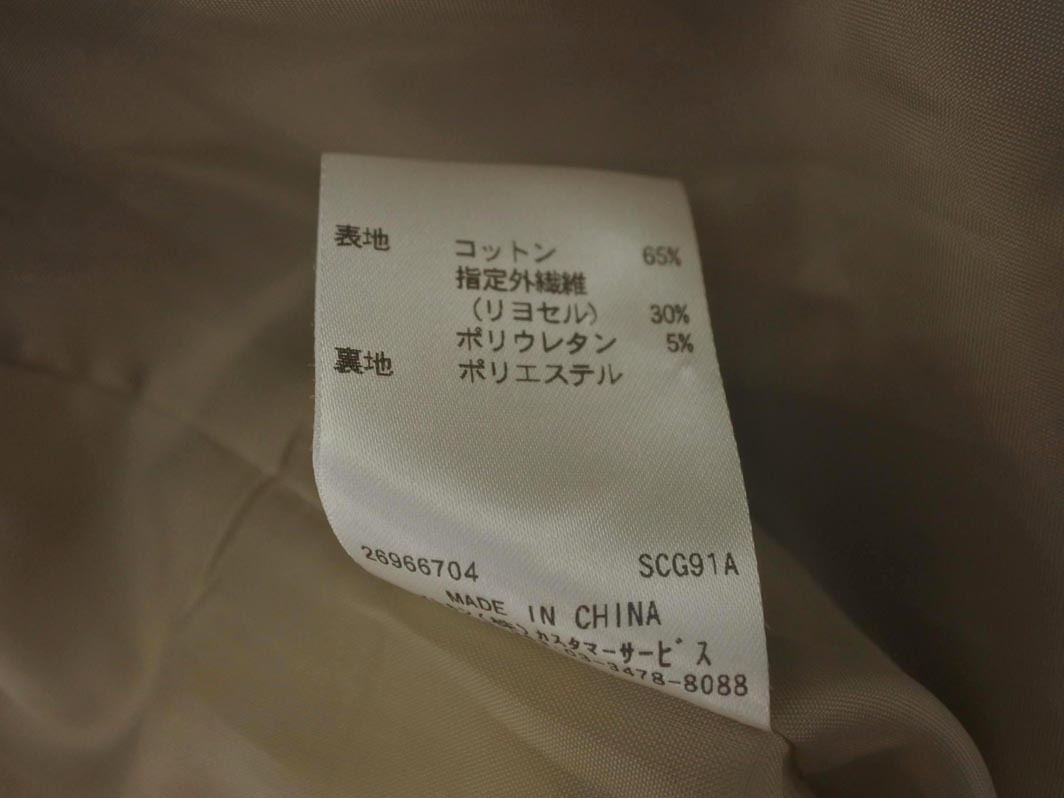 表地 コットン 65%
指定外繊維
(リヨセル) 30%
ポリウレタン 5%
裏地 ポリエステル
26966704 SCG91A
MADE IN CHINA
(株)カスタマーサービス
03-3478-8088